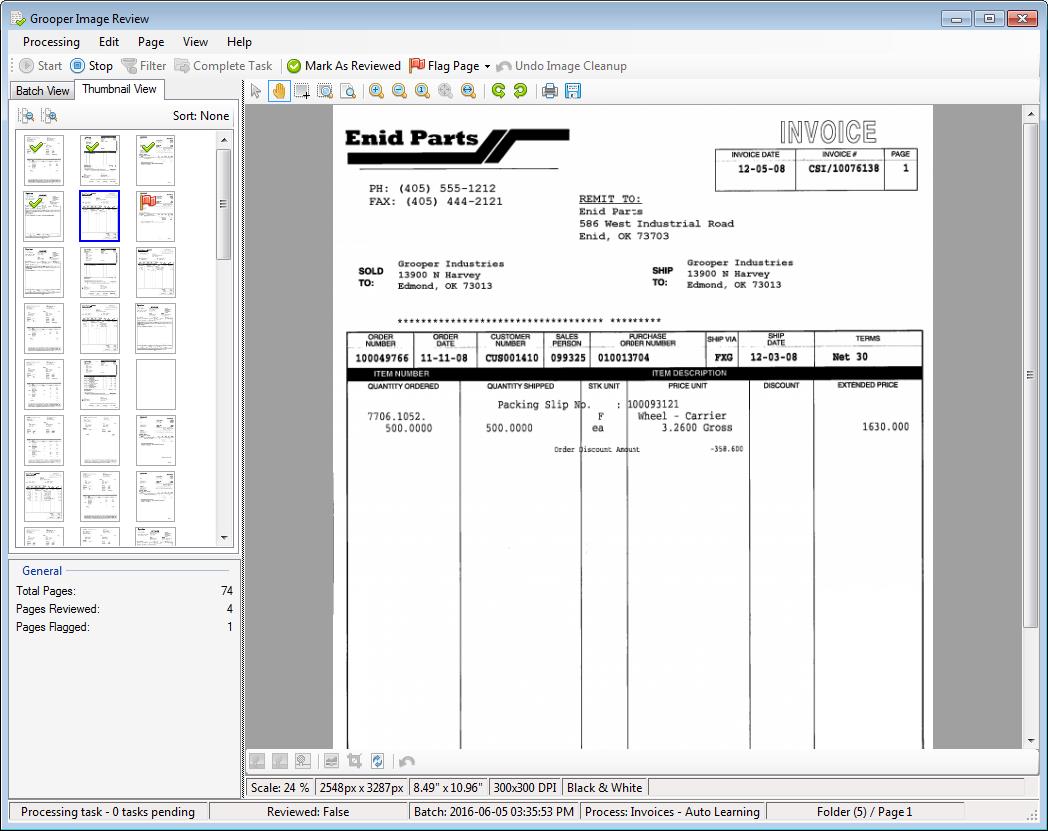 Grooper Image Review
Processing Edit Page View Help
Start Stop Filter Complete Task Mark As Reviewed Flag Page Undo Image Cleanup
Batch View Thumbnail View
Sort: None
General
Total Pages: 74
Pages Reviewed: 4
Pages Flagged: 1
Enid Parts
INVOICE
INVOICE DATE INVOICE # PAGE
12-05-08 CSI/10076138 1
PH: (405) 555-1212
FAX: (405) 444-2121
REMIT TO:
Enid Parts
586 West Industrial Road
Enid, OK 73703
SOLD TO:
Grooper Industries
13900 N Harvey
Edmond, OK 73013
SHIP TO:
Grooper Industries
13900 N Harvey
Edmond, OK 73013
*********************************** *********
ORDER NUMBER ORDER DATE CUSTOMER NUMBER SALES PERSON PURCHASE ORDER NUMBER SHIP VIA SHIP DATE TERMS
100049766 11-11-08 CUS001410 099325 010013704 FXG 12-03-08 Net 30
ITEM NUMBER ITEM DESCRIPTION
QUANTITY ORDERED QUANTITY SHIPPED STK UNIT PRICE UNIT DISCOUNT EXTENDED PRICE
Packing Slip No. : 100093121
7706.1052. F Wheel - Carrier
500.0000 500.0000 ea 3.2600 Gross 1630.000
Order Discount Amount -358.600
Scale: 24 % 2548px x 3287px 8.49" x 10.96" 300x300 DPI Black & White
Processing task - 0 tasks pending Reviewed: False Batch: 2016-06-05 03:35:53 PM Process: Invoices - Auto Learning Folder (5) / Page 1